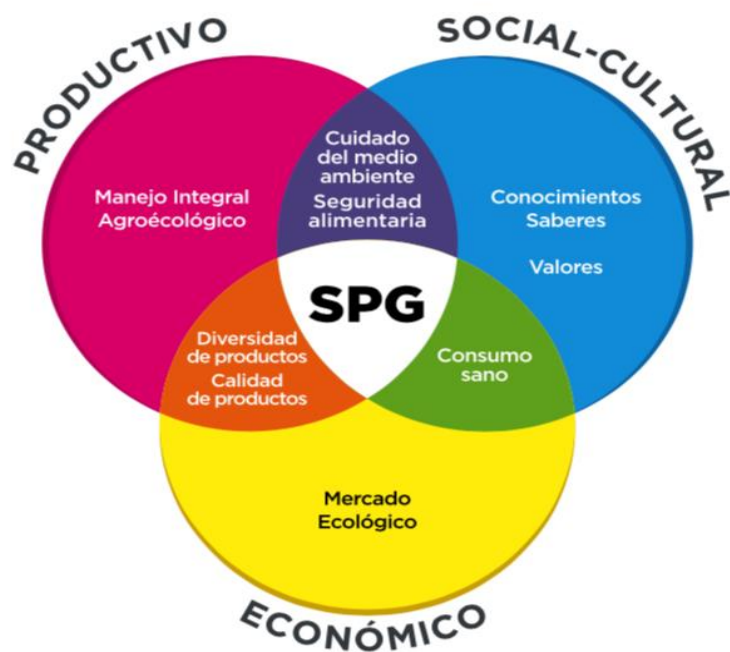 PRODUCTIVO
SOCIAL-CULTURAL
Cuidado
del medio
ambiente
Seguridad
alimentaria
Manejo Integral
Agroécológico
Conocimientos
Saberes
Valores
SPG
Diversidad
de productos
Calidad
de productos
Consumo
sano
Mercado
Ecológico
ECONÓMICO